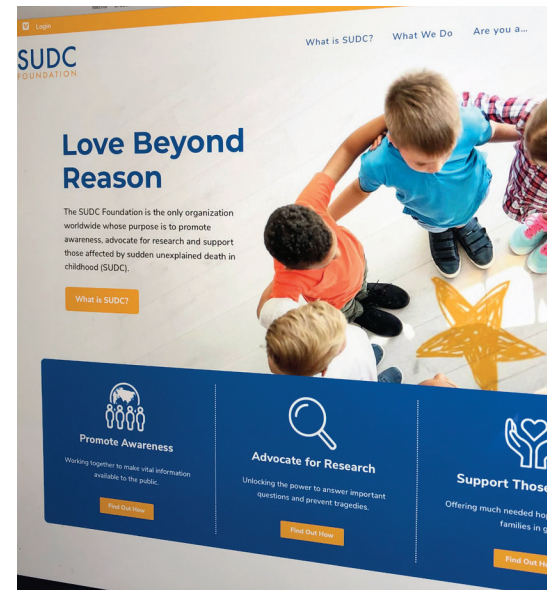 Login
SUDC
FOUNDATION
What is SUDC?
What We Do
Are you a...
Love Beyond
Reason
The SUDC Foundation is the only organization
worldwide whose purpose is to promote
awareness, advocate for research and support
those affected by sudden unexplained death in
childhood (SUDC).
What is SUDC?
Promote Awareness
Working together to make vital information
available to the public.
Find Out How
Advocate for Research
Unlocking the power to answer important
questions and prevent tragedies.
Find Out How
Support Those
Offering much needed
families in
Find Out